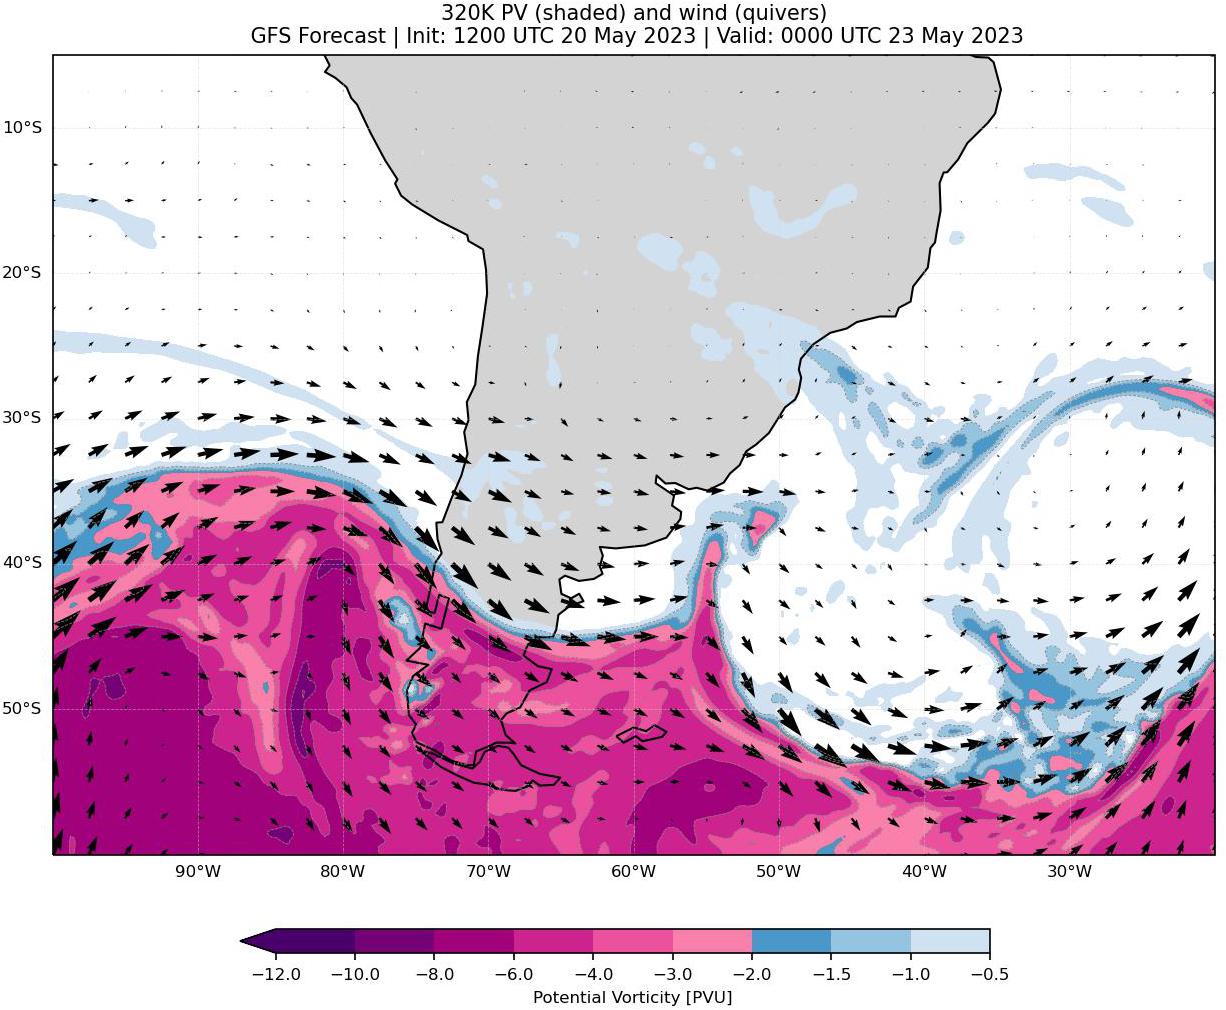 320K PV (shaded) and wind (quivers)
GFS Forecast | Init: 1200 UTC 20 May 2023 | Valid: 0000 UTC 23 May 2023
10°S
20°S
30°S
40°S
50°S
90°W
80°W
70°W
60°W
50°W
40°W
30°W
−12.0
−10.0
−8.0
−6.0
−4.0
−3.0
−2.0
−1.5
−1.0
−0.5
Potential Vorticity [PVU]